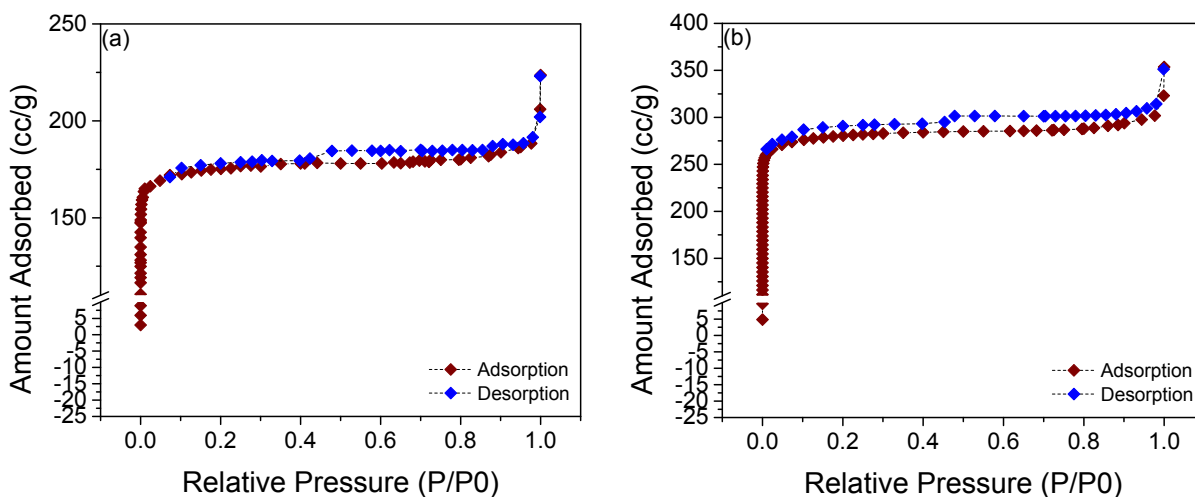 (a)
Amount Adsorbed (cc/g)
250
200
150
5
0
-5
-10
-15
-20
-25
0.0 0.2 0.4 0.6 0.8 1.0
Relative Pressure (P/P0)
Adsorption
Desorption
(b)
Amount Adsorbed (cc/g)
400
350
300
250
200
150
5
0
-5
-10
-15
-20
-25
0.0 0.2 0.4 0.6 0.8 1.0
Relative Pressure (P/P0)
Adsorption
Desorption